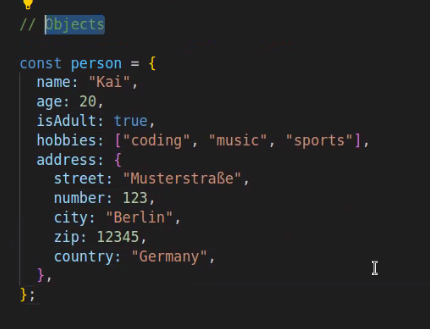 // Objects
const person = {
name: "Kai",
age: 20,
isAdult: true,
hobbies: ["coding", "music", "sports"],
address: {
street: "Musterstraße",
number: 123,
city: "Berlin",
zip: 12345,
country: "Germany",
},
};